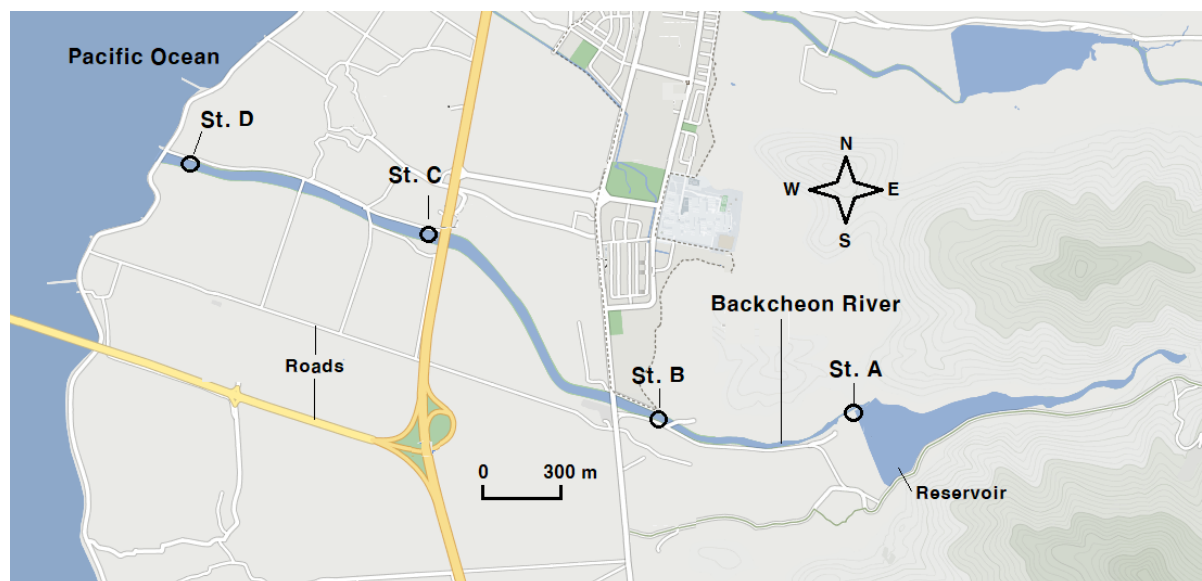 Pacific Ocean
St. D
St. C
N
W
E
S
Backcheon River
St. A
St. B
Roads
0
300 m
Reservoir